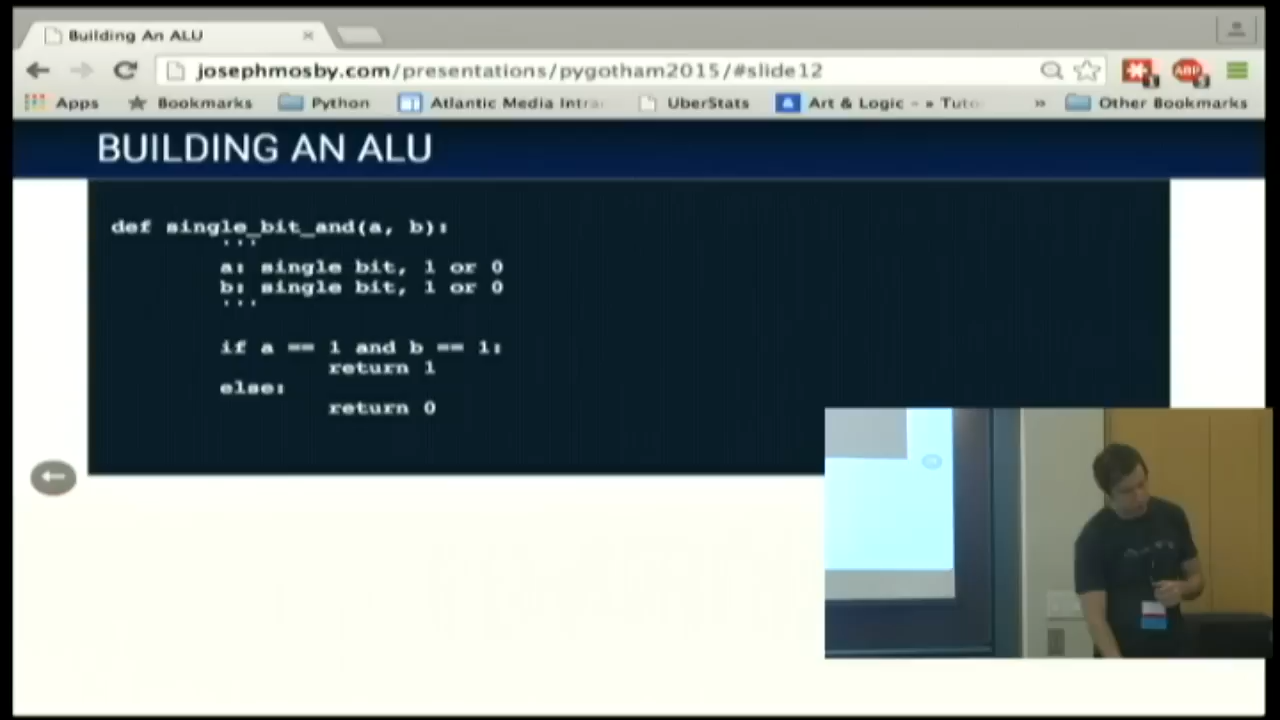 Building An ALU
josephmosby.com/presentations/pygotham2015/#slide12
ABP
Apps Bookmarks Python Atlantic Media Intra UberStats Art & Logic - » Tuto » Other Bookmarks
BUILDING AN ALU
def single_bit_and(a, b):
'''
a: single bit, 1 or 0
b: single bit, 1 or 0
'''
if a == 1 and b == 1:
return 1
else:
return 0